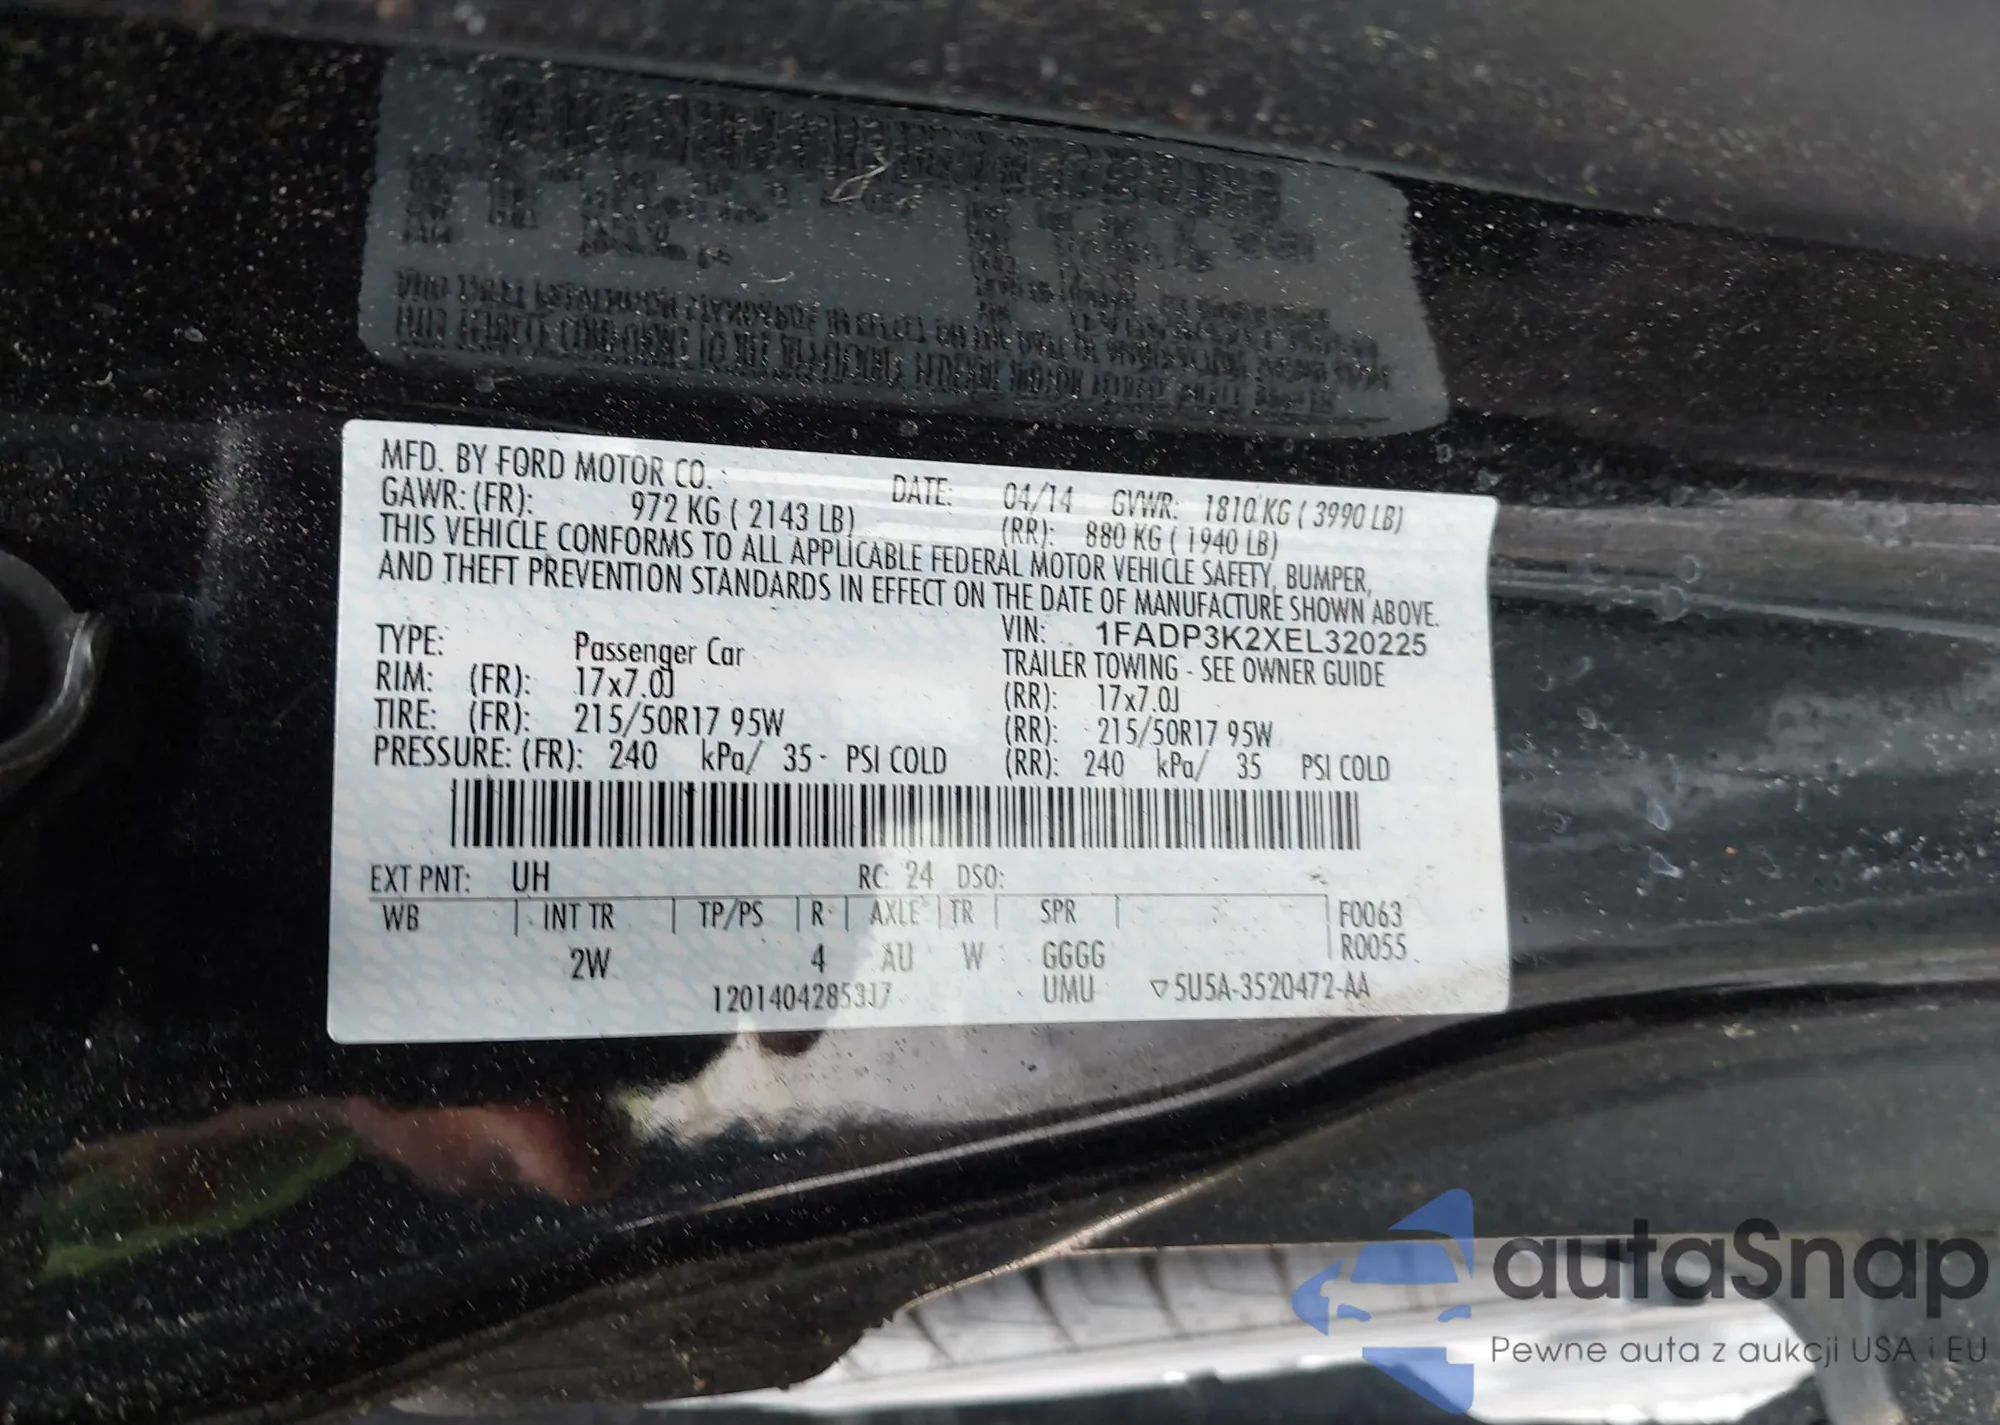 MFD. BY FORD MOTOR CO.: DATE: 04/14 GVWR: 1810 KG ( 3990 LB)
GAWR: (FR): 972 KG ( 2143 LB) (RR): 880 KG ( 1940 LB)
THIS VEHICLE CONFORMS TO ALL APPLICABLE FEDERAL MOTOR VEHICLE SAFETY, BUMPER,
AND THEFT PREVENTION STANDARDS IN EFFECT ON THE DATE OF MANUFACTURE SHOWN ABOVE.
VIN: 1FADP3K2XEL320225
TYPE: Passenger Car TRAILER TOWING - SEE OWNER GUIDE
RIM: (FR): 17x7.0J (RR): 17x7.0J
TIRE: (FR): 215/50R17 95W (RR): 215/50R17 95W
PRESSURE: (FR): 240 kPa/ 35 PSI COLD (RR): 240 kPa/ 35 PSI COLD
EXT PNT: UH RC: 24 DSO:
WB INT TR TP/PS R AXLE TR SPR F0063
2W 4 AU W GGGG R0055
UMU ▽5U5A-3520472-AA
autaSnap
Pewne auta z aukcji USA i EU